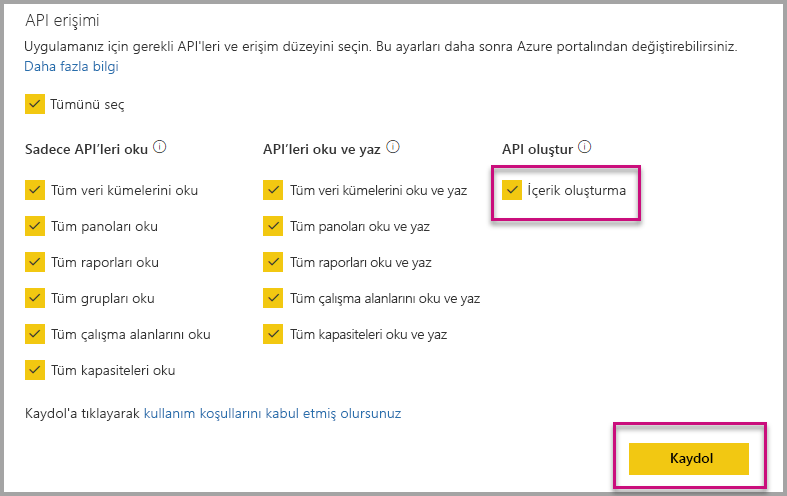 API erişimi
Uygulamanız için gerekli API'leri ve erişim düzeyini seçin. Bu ayarları daha sonra Azure portalından değiştirebilirsiniz.
Daha fazla bilgi
Tümünü seç
Sadece API'leri oku
Tüm veri kümelerini oku
Tüm panoları oku
Tüm raporları oku
Tüm grupları oku
Tüm çalışma alanlarını oku
Tüm kapasiteleri oku
API'leri oku ve yaz
Tüm veri kümelerini oku ve yaz
Tüm panoları oku ve yaz
Tüm raporları oku ve yaz
Tüm çalışma alanlarını oku ve yaz
Tüm kapasiteleri oku ve yaz
API oluştur
İçerik oluşturma
Kaydol'a tıklayarak kullanım koşullarını kabul etmiş olursunuz
Kaydol